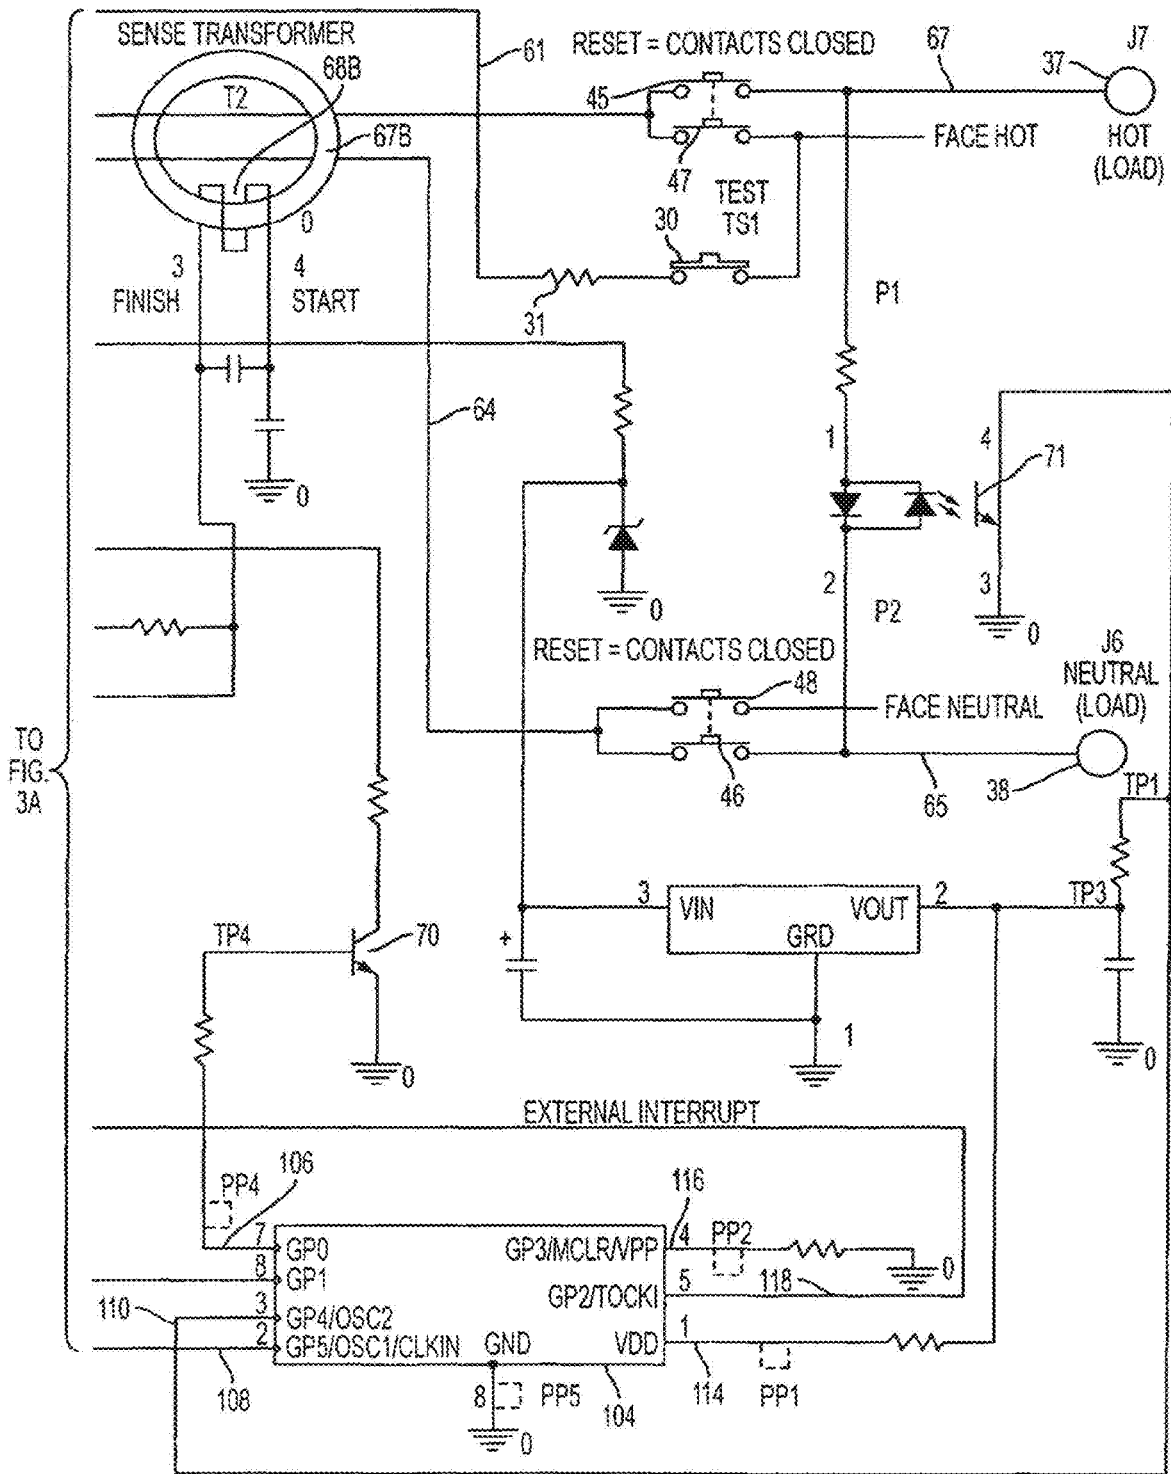 SENSE TRANSFORMER
68B
T2
67B
0
3
4
FINISH
START
61
RESET = CONTACTS CLOSED
45
47
67
37
J7
FACE HOT
HOT
(LOAD)
TEST
TS1
30
31
P1
64
0
1
4
71
2
3
0
0
P2
RESET = CONTACTS CLOSED
48
FACE NEUTRAL
46
65
J6
NEUTRAL
(LOAD)
38
TP1
TO
FIG.
3A
TP4
70
0
+
3
VIN
VOUT
GRD
2
TP3
1
0
EXTERNAL INTERRUPT
PP4
106
7
GP0
8
GP1
110
3
GP4/OSC2
2
GP5/OSC1/CLKIN
108
GND
8
PP5
0
104
GP3/MCLR/VPP
116
4
PP2
0
GP2/TOCKI
5
118
VDD
1
114
PP1